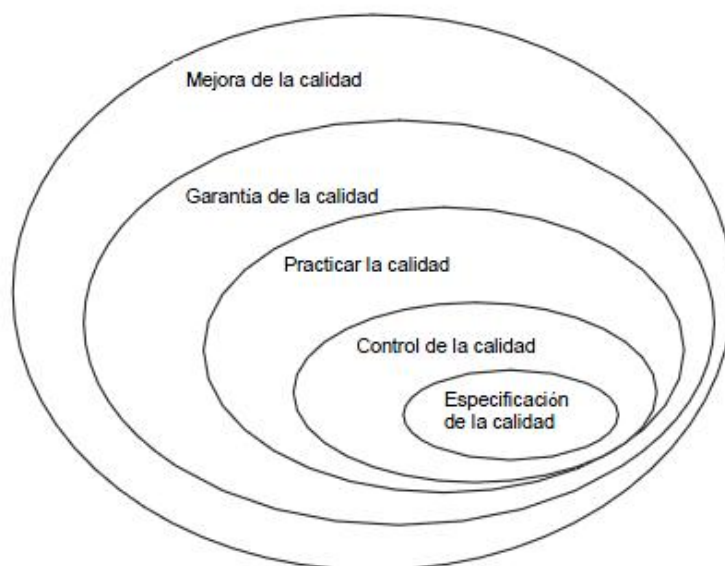 Mejora de la calidad
Garantía de la calidad
Practicar la calidad
Control de la calidad
Especificación
de la calidad